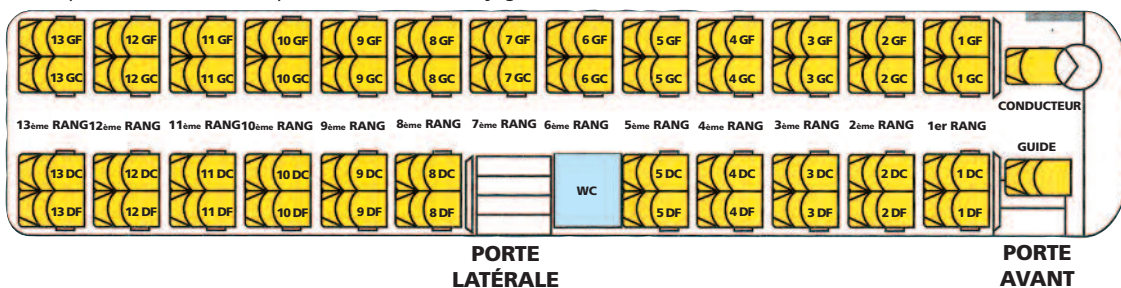 13 GF 12 GF 11 GF 10 GF 9 GF 8 GF 7 GF 6 GF 5 GF 4 GF 3 GF 2 GF 1 GF
13 GC 12 GC 11 GC 10 GC 9 GC 8 GC 7 GC 6 GC 5 GC 4 GC 3 GC 2 GC 1 GC
CONDUCTEUR
13ème RANG 12ème RANG 11ème RANG 10ème RANG 9ème RANG 8ème RANG 7ème RANG 6ème RANG 5ème RANG 4ème RANG 3ème RANG 2ème RANG 1er RANG
GUIDE
13 DC 12 DC 11 DC 10 DC 9 DC 8 DC WC 5 DC 4 DC 3 DC 2 DC 1 DC
13 DF 12 DF 11 DF 10 DF 9 DF 8 DF 5 DF 4 DF 3 DF 2 DF 1 DF
PORTE
LATÉRALE
PORTE
AVANT